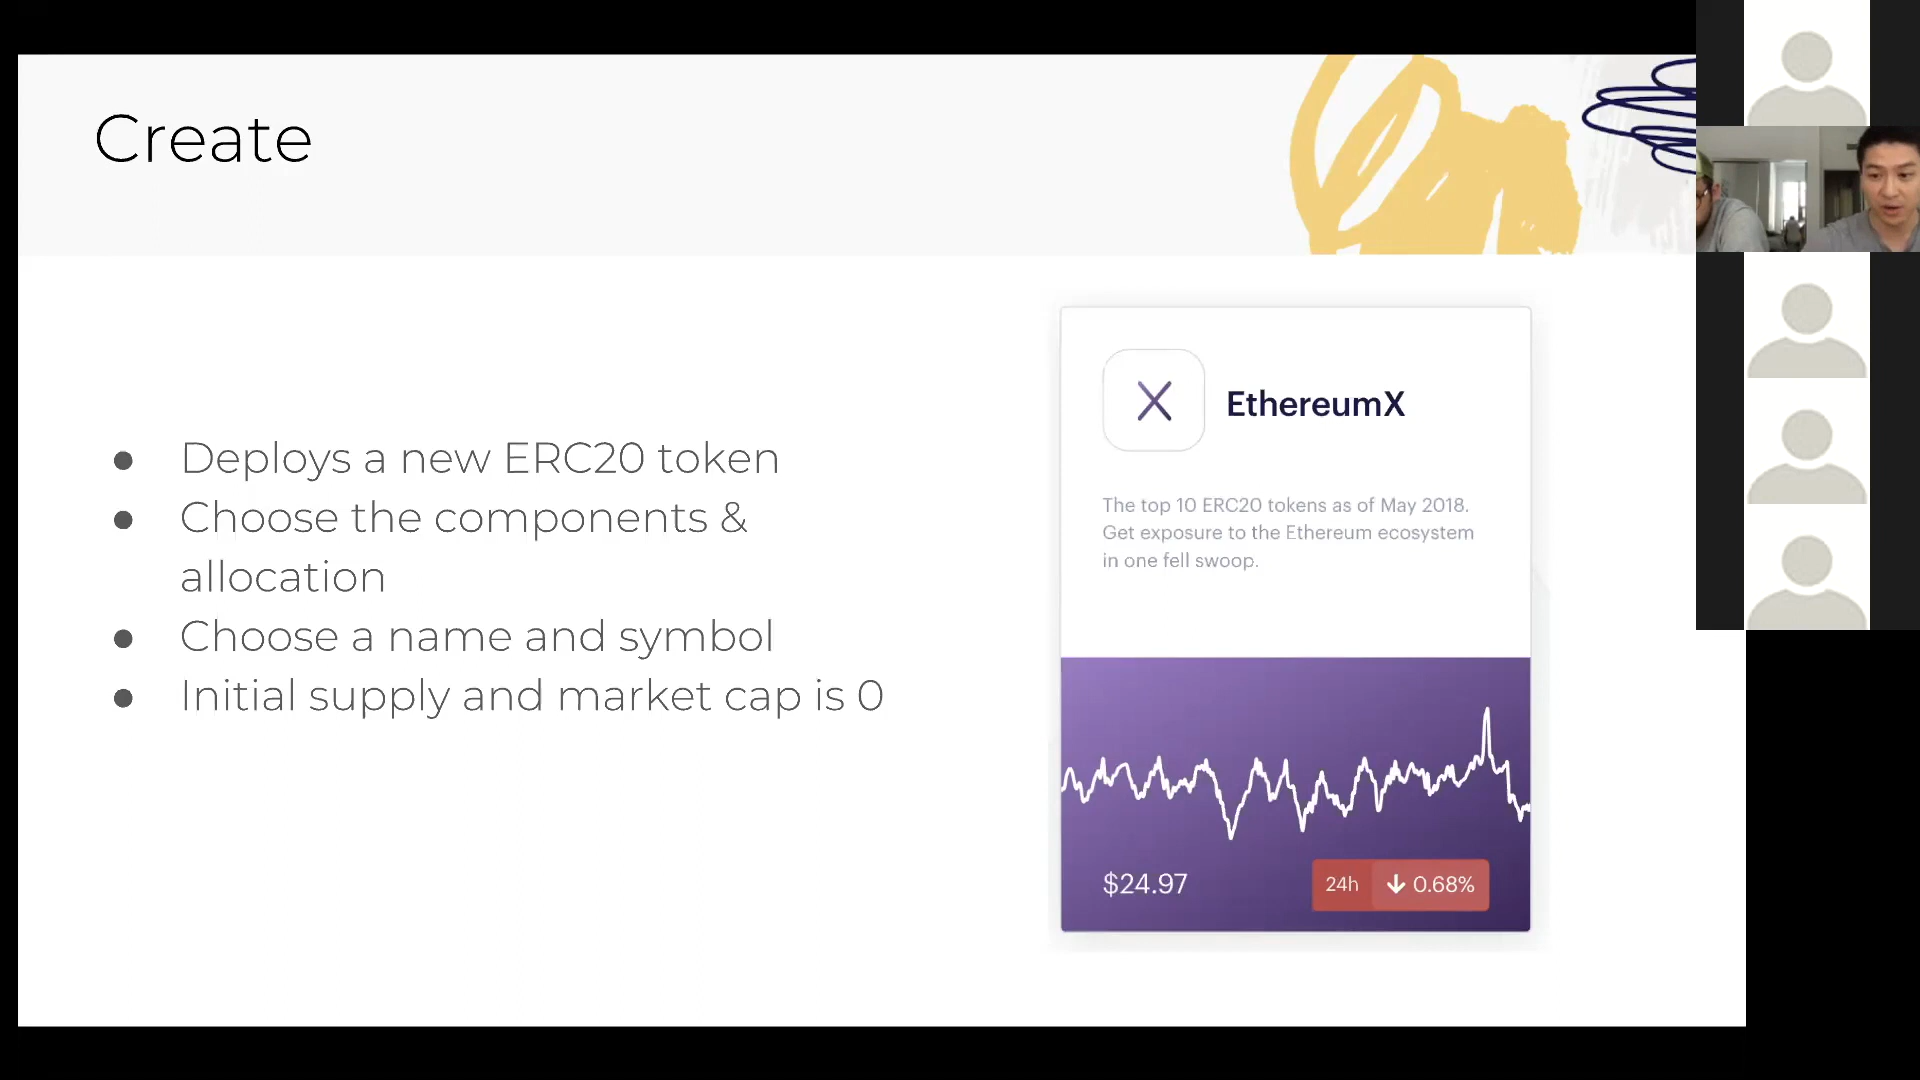 Create
● Deploys a new ERC20 token
● Choose the components &
allocation
● Choose a name and symbol
● Initial supply and market cap is 0
EthereumX
The top 10 ERC20 tokens as of May 2018.
Get exposure to the Ethereum ecosystem
in one fell swoop.
$24.97
24h ↓ 0.68%